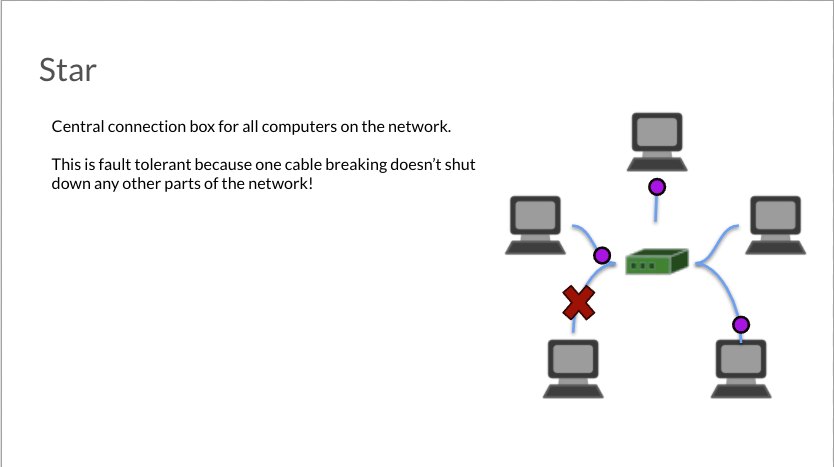 Star
Central connection box for all computers on the network.
This is fault tolerant because one cable breaking doesn’t shut
down any other parts of the network!